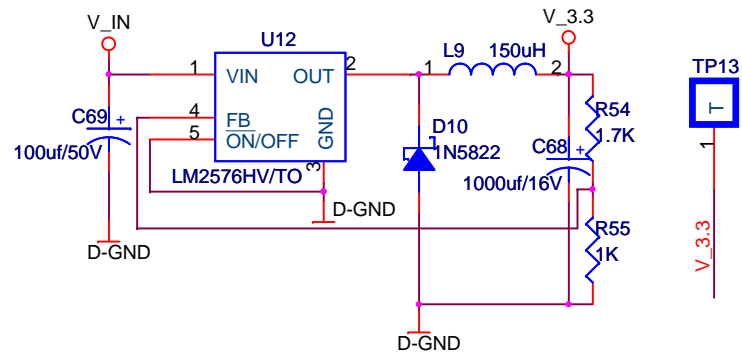 V_IN
U12
V_3.3
1
VIN
OUT
2
1
L9
150uH
2
TP13
T
1
C69
+
4
FB
5
ON/OFF
GND
3
100uf/50V
LM2576HV/TO
D-GND
D10
1N5822
R54
1.7K
C68
+
1000uf/16V
R55
1K
V_3.3
D-GND
D-GND